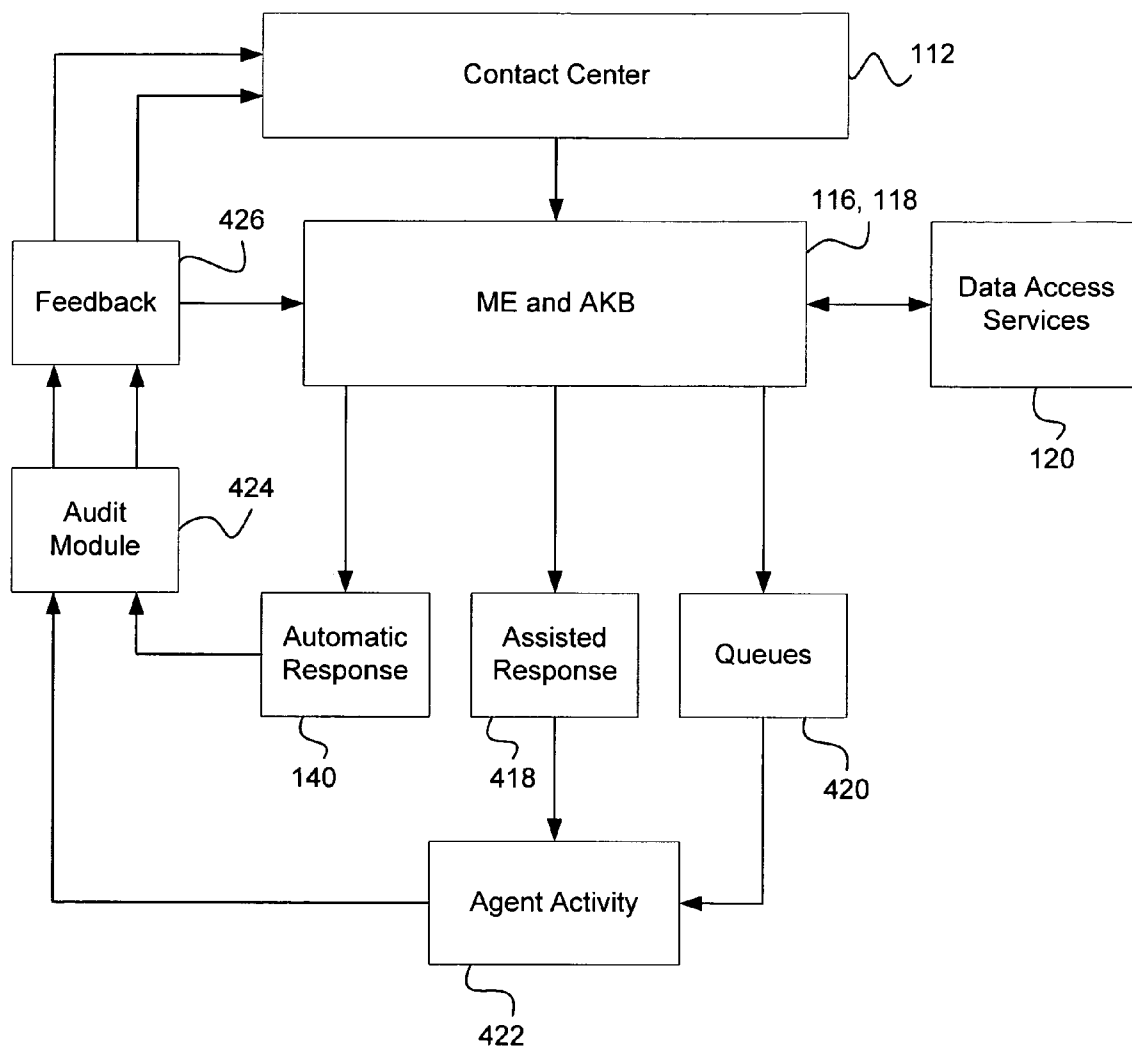 Contact Center
112
116, 118
426
Feedback
ME and AKB
Data Access
Services
120
424
Audit
Module
Automatic
Response
Assisted
Response
Queues
140
418
420
Agent Activity
422